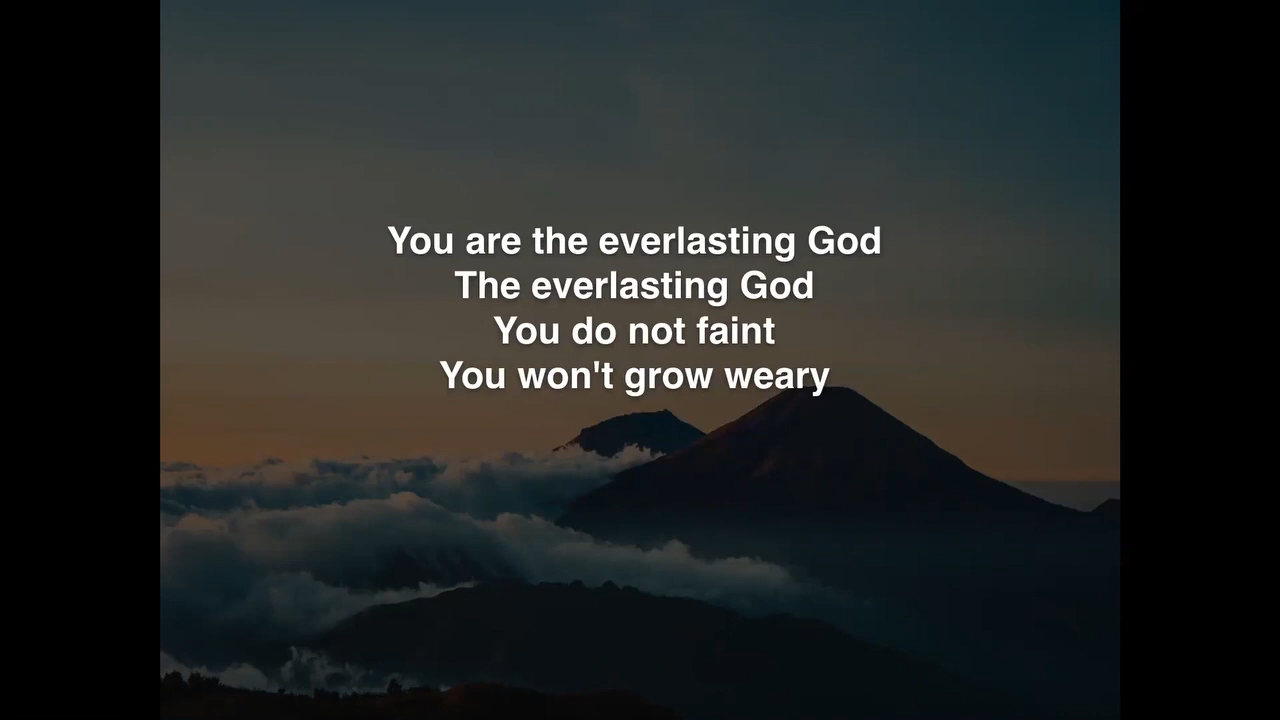 You are the everlasting God
The everlasting God
You do not faint
You won't grow weary